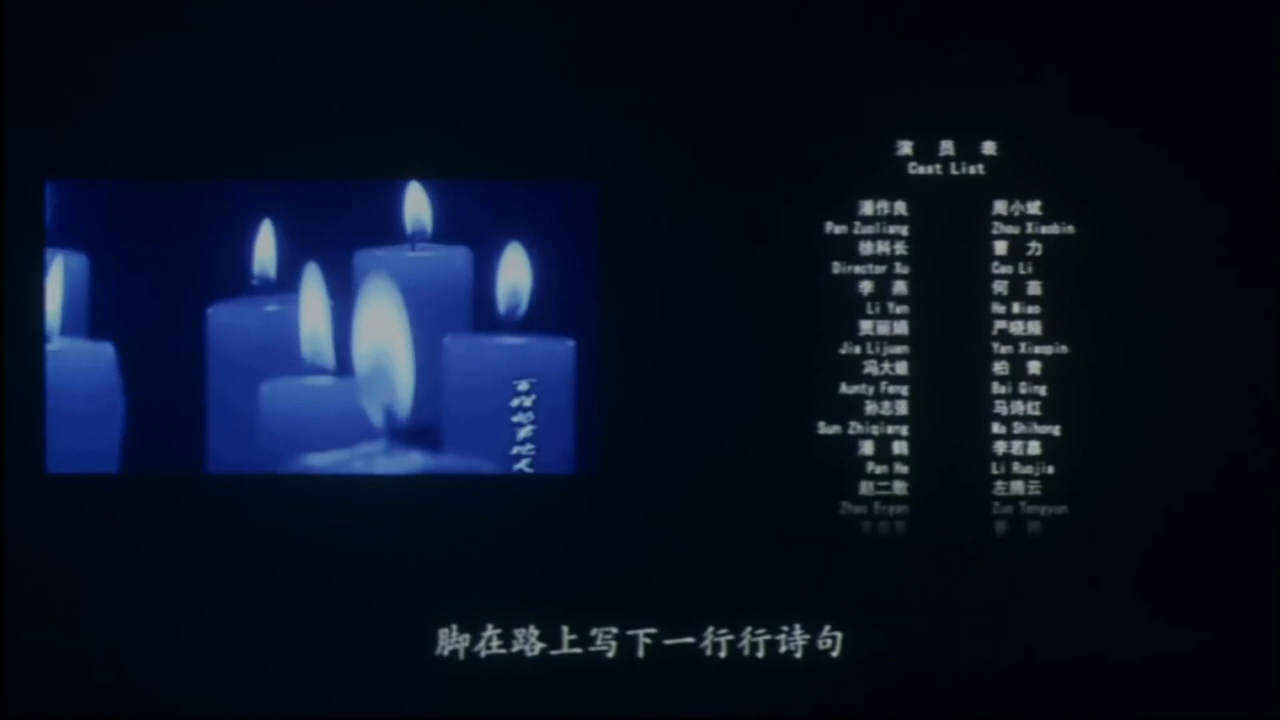 演 员 表
Cast List
潘作良 周小斌
Pan Zuoliang Zhou Xiaobin
徐科长 曹 力
Director Xu Cao Li
李 燕 何 苗
Li Yan He Miao
贾丽娟 严晓频
Jia Lijuan Yan Xiaopin
冯大姐 柏 青
Aunty Feng Bai Qing
孙志强 马诗红
Sun Zhiqiang Ma Shihong
潘 鹤 李若嘉
Pan He Li Ruojia
赵二敢 左腾云
Zhao Ergan Zuo Tengyun
脚在路上写下一行行诗句